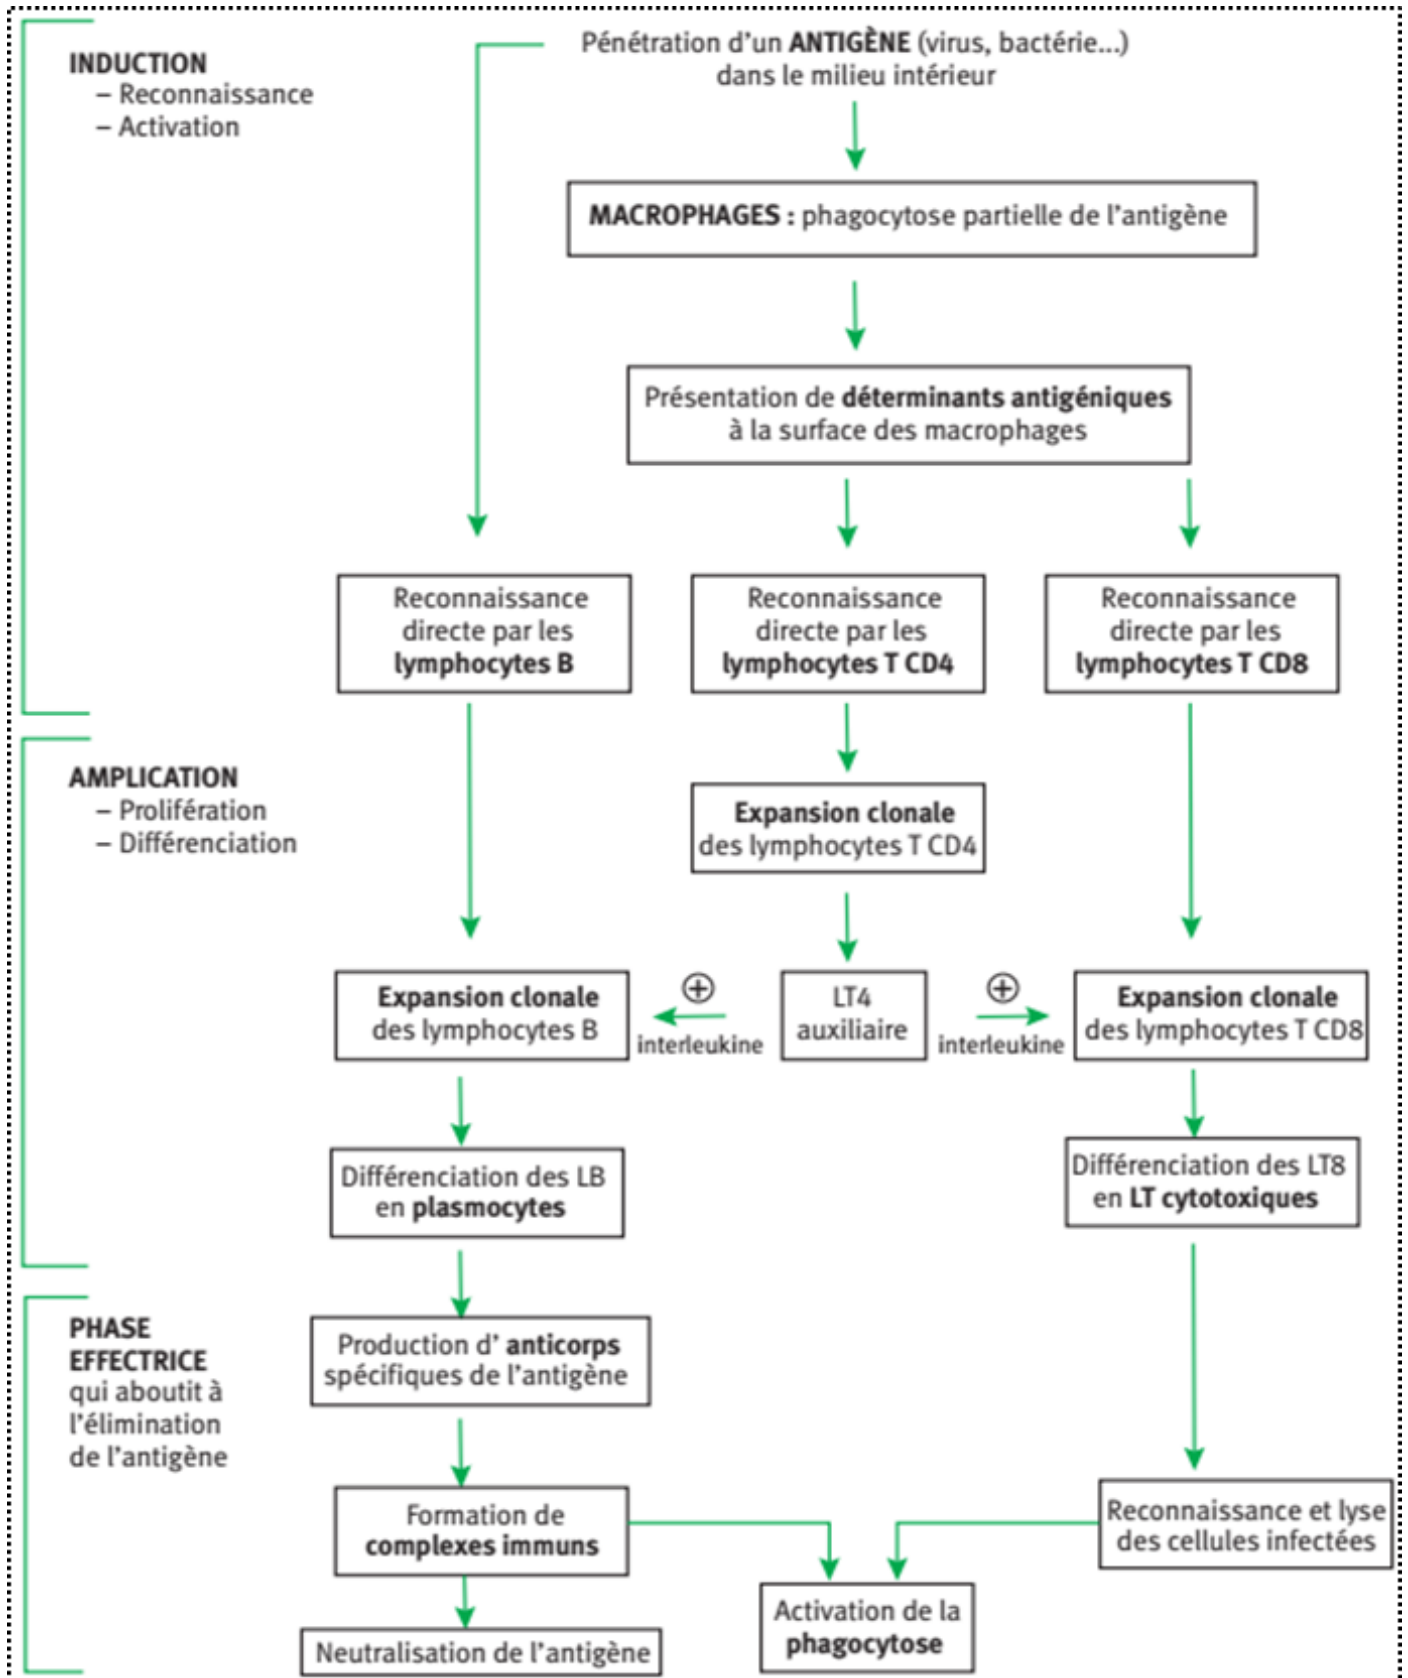 INDUCTION
– Reconnaissance
– Activation
Pénétration d'un ANTIGÈNE (virus, bactérie...)
dans le milieu intérieur
MACROPHAGES : phagocytose partielle de l'antigène
Présentation de déterminants antigéniques
à la surface des macrophages
Reconnaissance
directe par les
lymphocytes B
Reconnaissance
directe par les
lymphocytes T CD4
Reconnaissance
directe par les
lymphocytes T CD8
AMPLICATION
– Prolifération
– Différenciation
Expansion clonale
des lymphocytes T CD4
Expansion clonale
des lymphocytes B
+
interleukine
LT4
auxiliaire
+
interleukine
Expansion clonale
des lymphocytes T CD8
Différenciation des LB
en plasmocytes
Différenciation des LT8
en LT cytotoxiques
PHASE
EFFECTRICE
qui aboutit à
l'élimination
de l'antigène
Production d' anticorps
spécifiques de l'antigène
Formation de
complexes immuns
Reconnaissance et lyse
des cellules infectées
Activation de la
phagocytose
Neutralisation de l'antigène